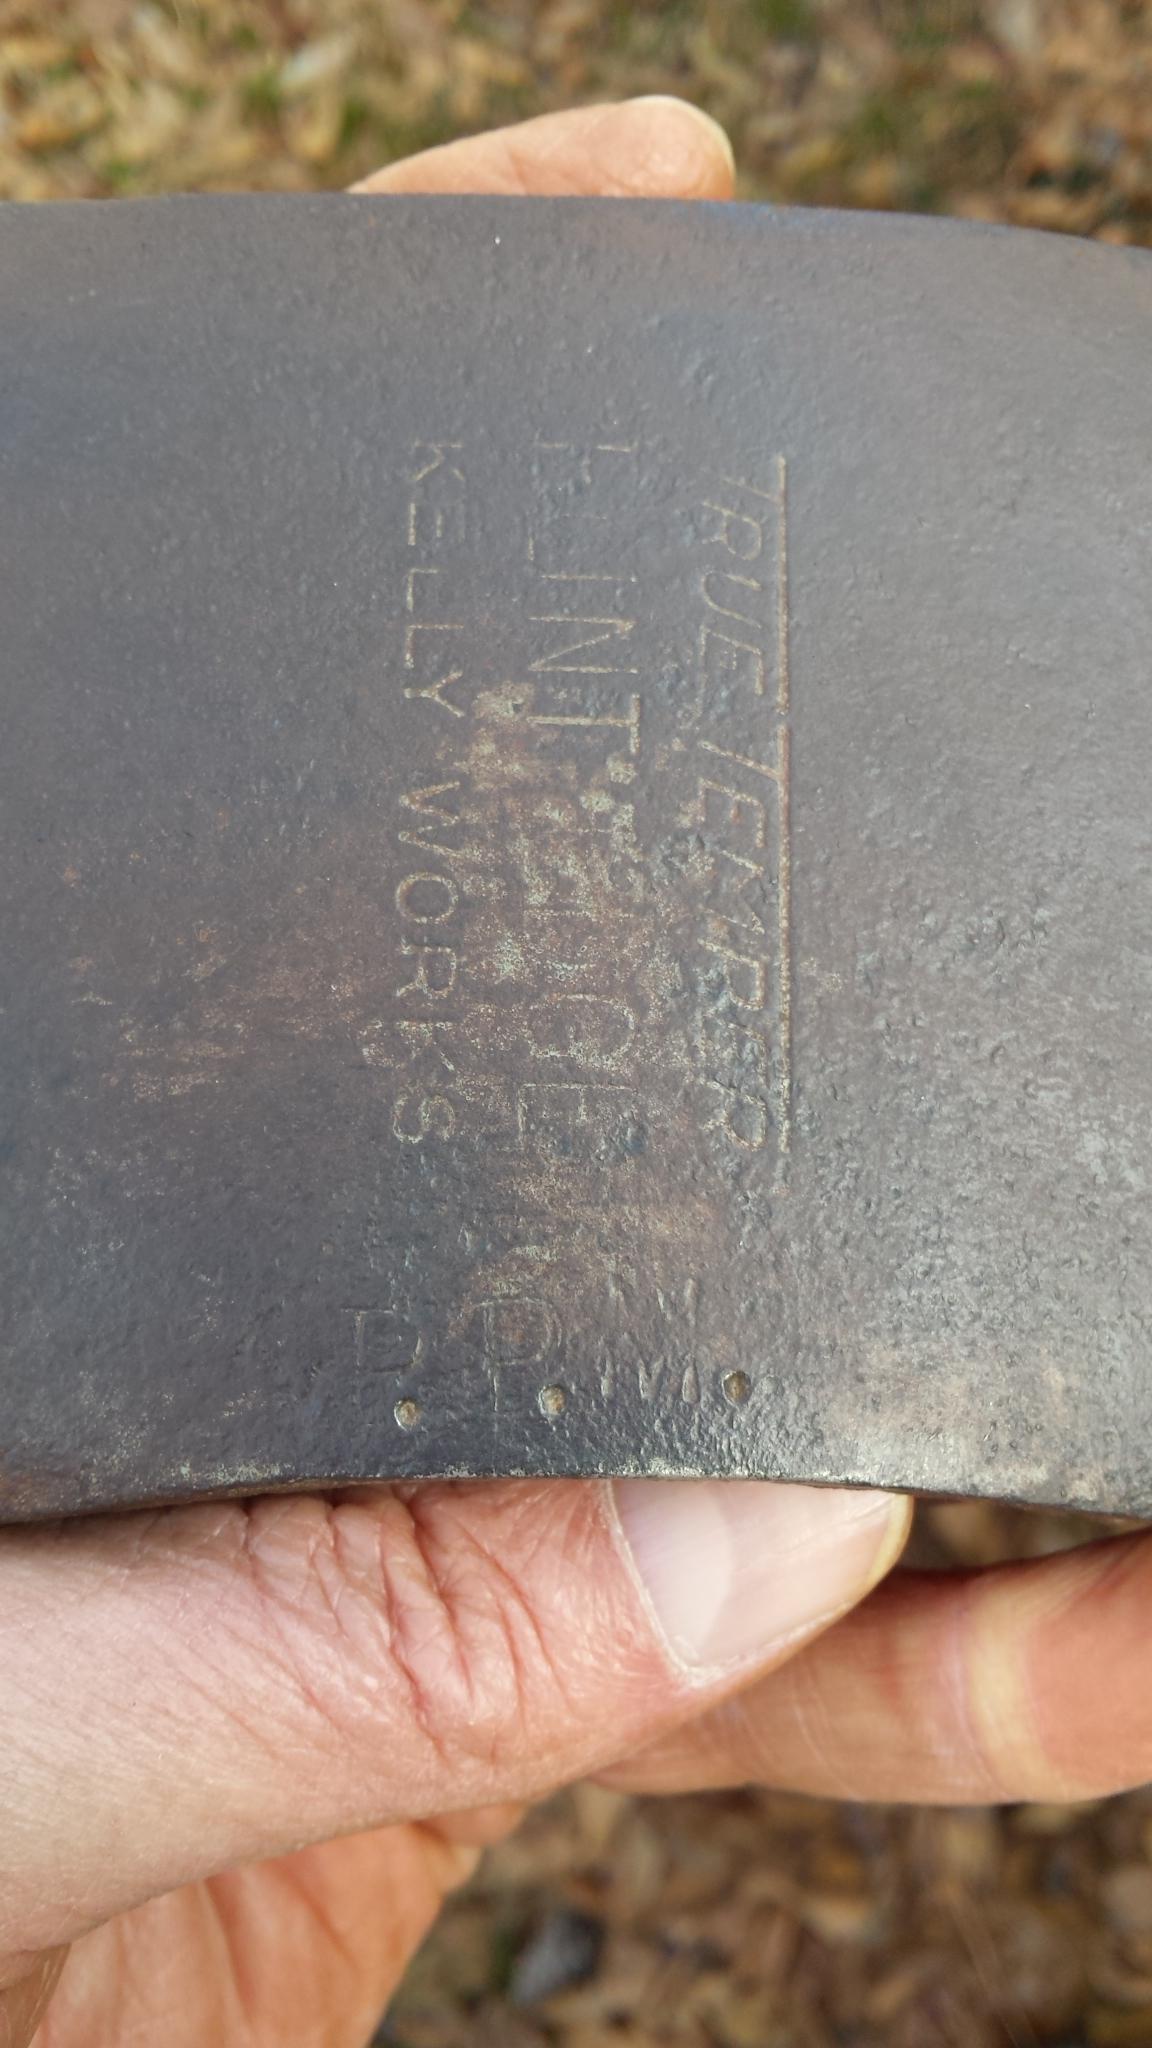 TRUE TEMPER
FLINT EDGE
KELLY WORKS
D.P.W.